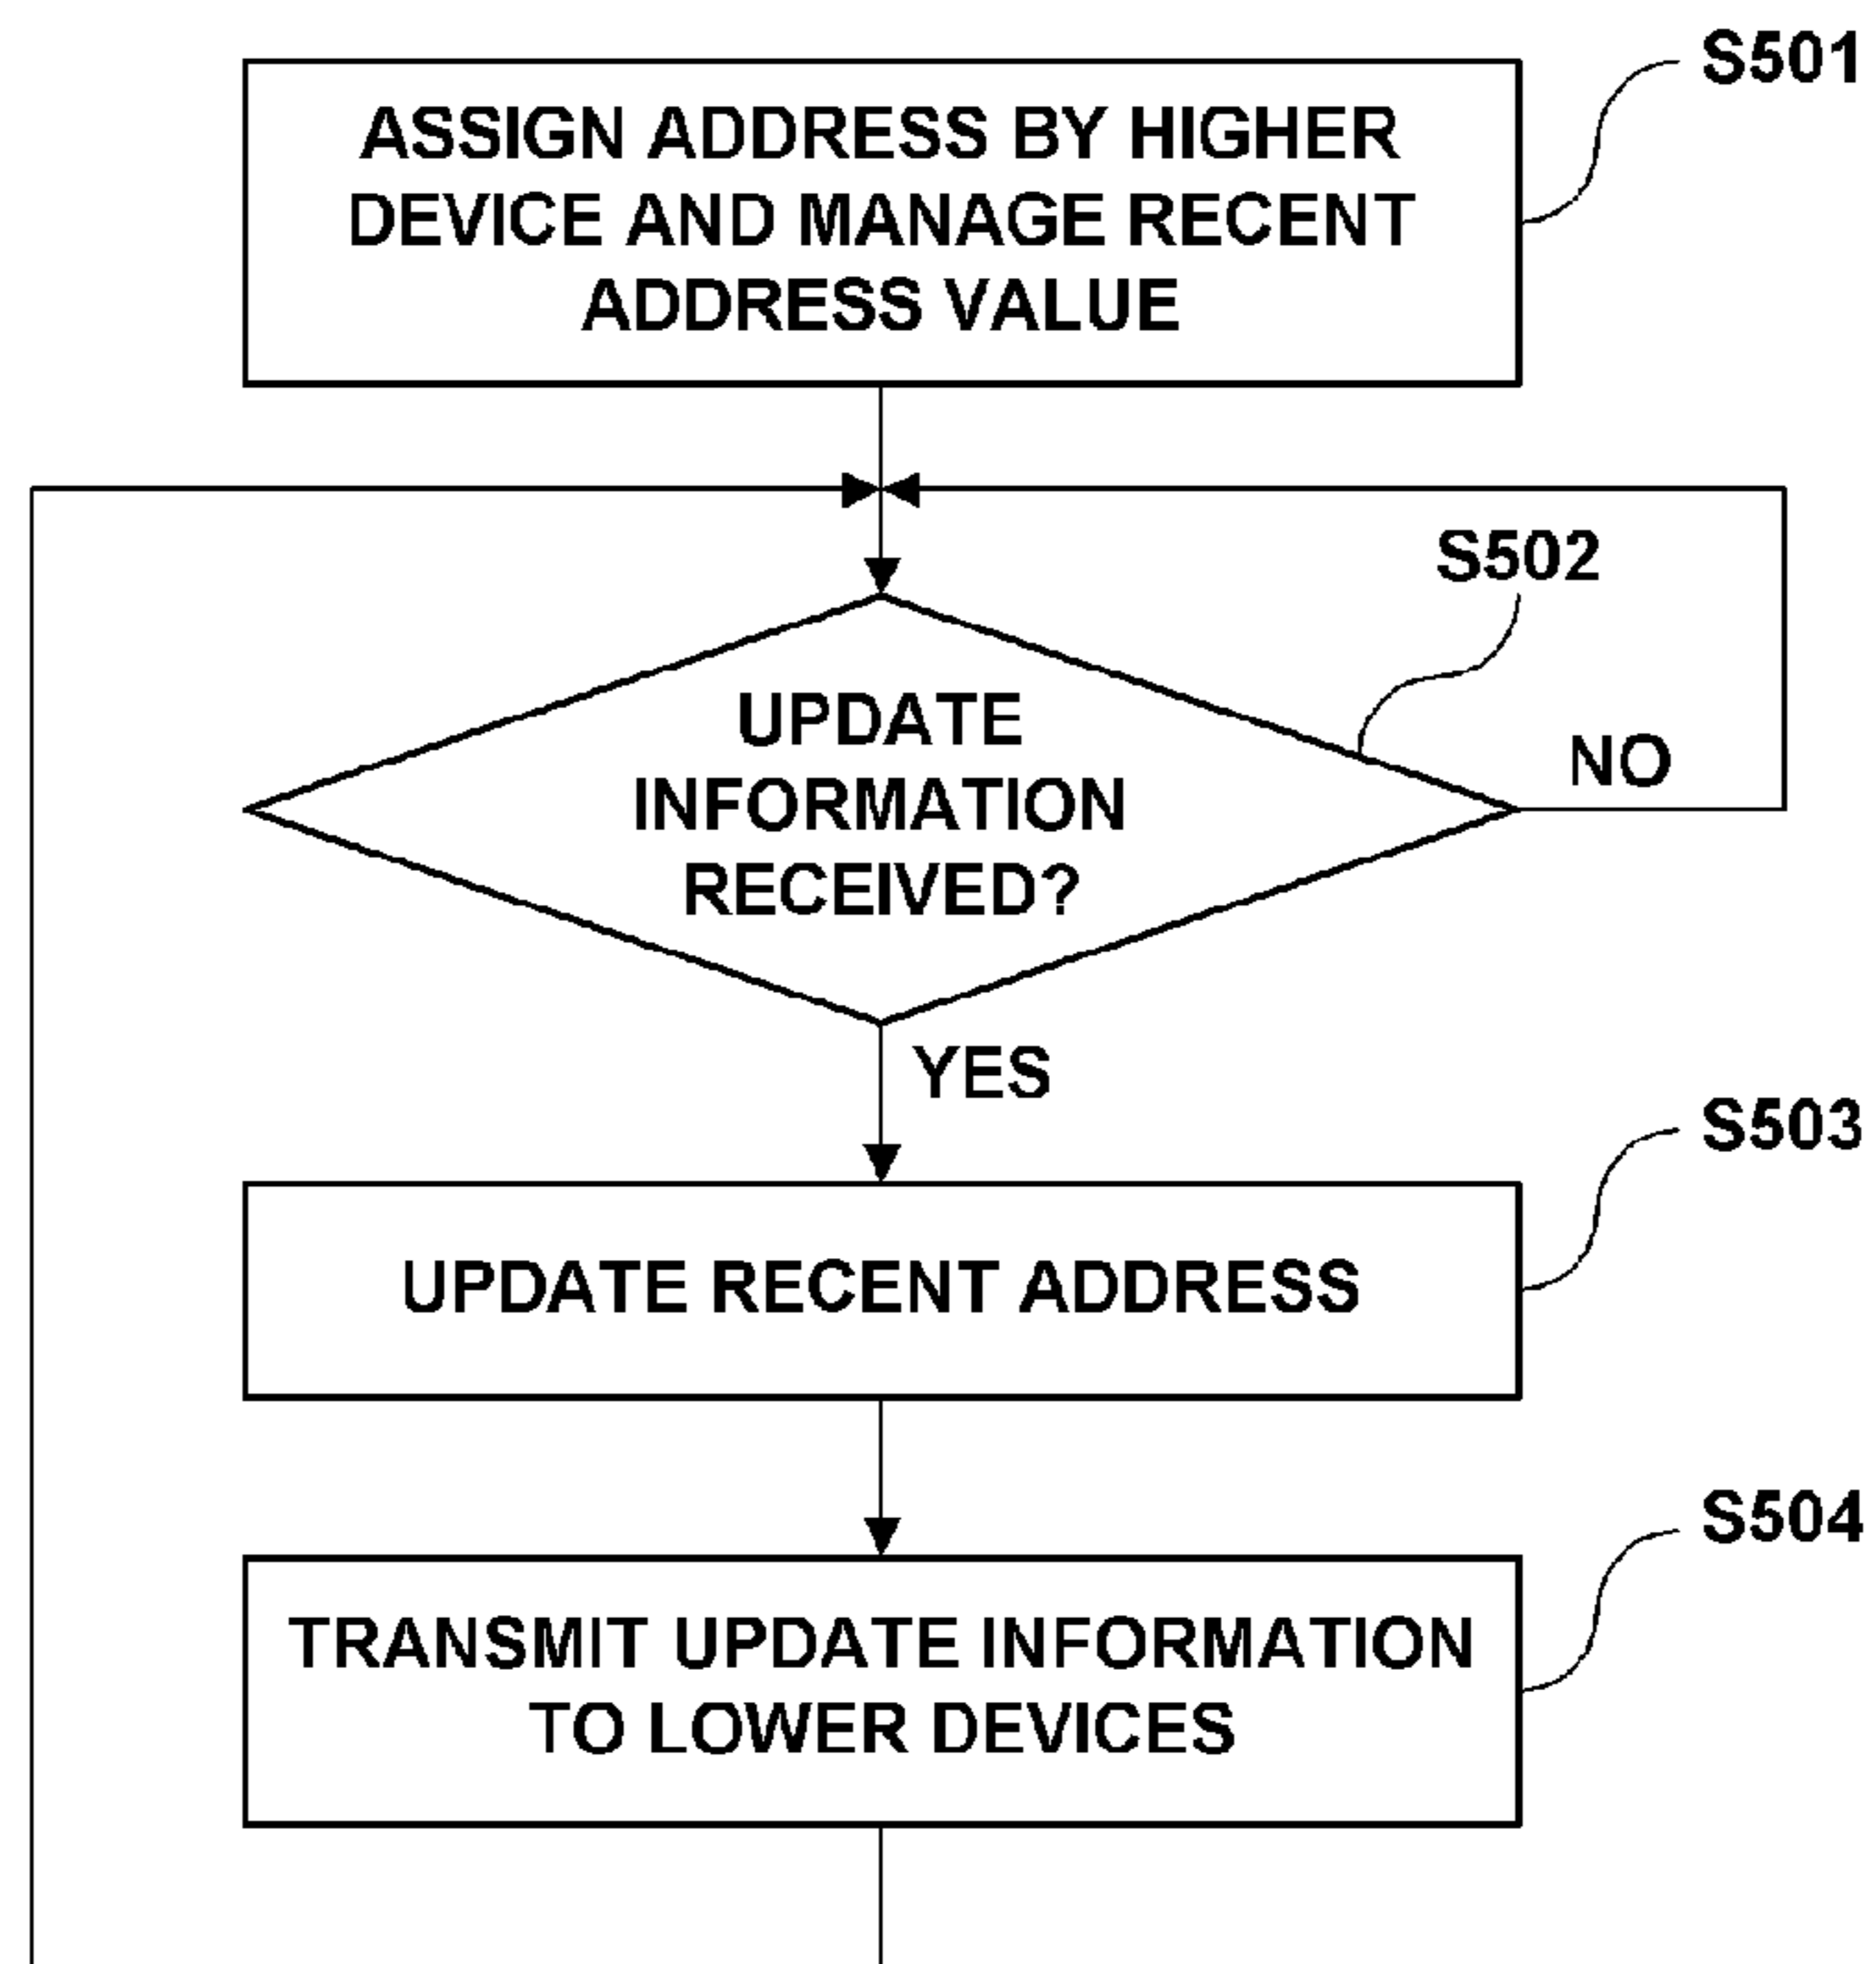 S501
ASSIGN ADDRESS BY HIGHER
DEVICE AND MANAGE RECENT
ADDRESS VALUE
S502
UPDATE
INFORMATION
RECEIVED?
NO
YES
S503
UPDATE RECENT ADDRESS
S504
TRANSMIT UPDATE INFORMATION
TO LOWER DEVICES